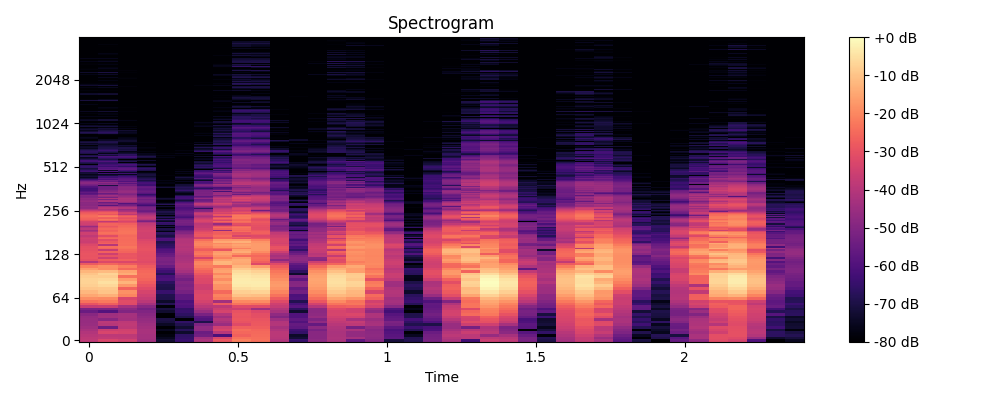 Spectrogram
Hz
2048
1024
512
256
128
64
0
0
0.5
1
1.5
2
Time
+0 dB
-10 dB
-20 dB
-30 dB
-40 dB
-50 dB
-60 dB
-70 dB
-80 dB